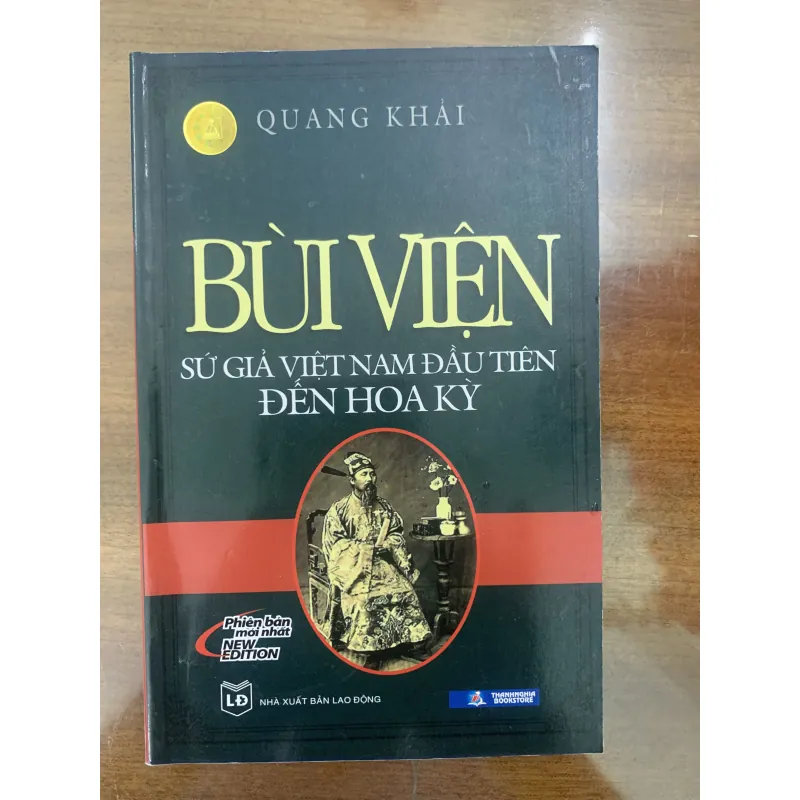 QUANG KHẢI
BÙI VIỆN
SỨ GIẢ VIỆT NAM ĐẦU TIÊN
ĐẾN HOA KỲ
Phiên bản
mới nhất
NEW
EDITION
LĐ
NHÀ XUẤT BẢN LAO ĐỘNG
THANHNGHIA
BOOKSTORE